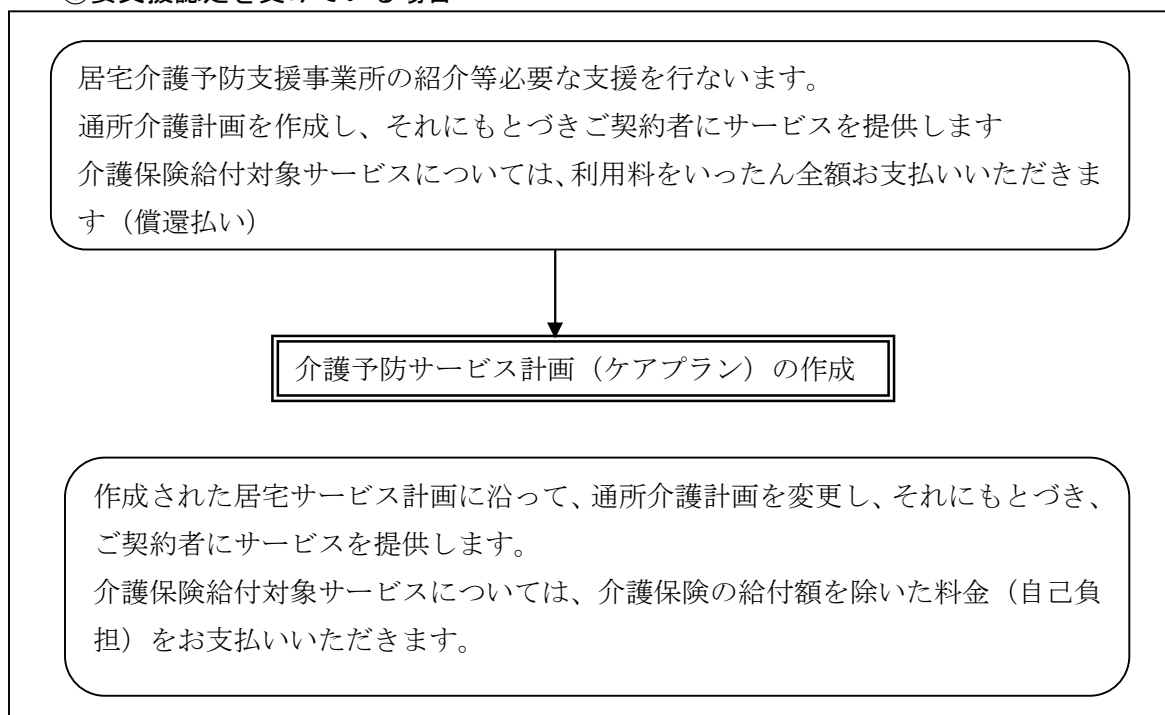 居宅介護予防支援事業所の紹介等必要な支援を行ないます。
通所介護計画を作成し、それにもとづきご契約者にサービスを提供します
介護保険給付対象サービスについては、利用料をいったん全額お支払いいただきま
す（償還払い）
介護予防サービス計画（ケアプラン）の作成
作成された居宅サービス計画に沿って、通所介護計画を変更し、それにもとづき、
ご契約者にサービスを提供します。
介護保険給付対象サービスについては、介護保険の給付額を除いた料金（自己負
担）をお支払いいただきます。